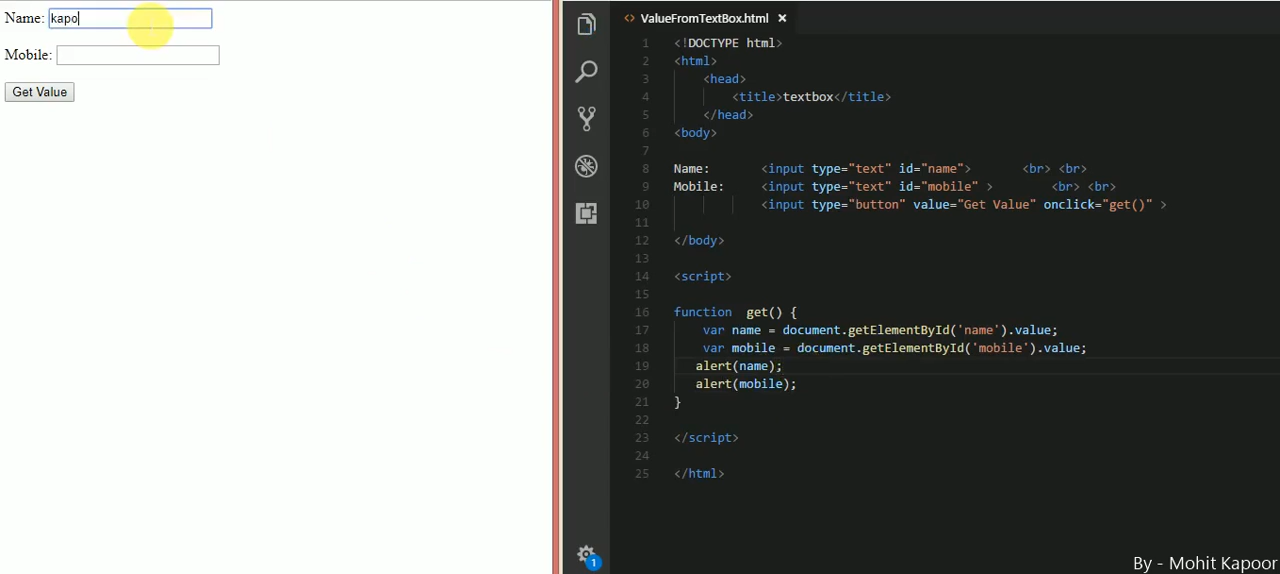 Name: kapo
Mobile:
Get Value
<> ValueFromTextBox.html ×
1 <!DOCTYPE html>
2 <html>
3 <head>
4 <title>textbox</title>
5 </head>
6 <body>
7
8 Name: <input type="text" id="name"> <br> <br>
9 Mobile: <input type="text" id="mobile" > <br> <br>
10 <input type="button" value="Get Value" onclick="get()" >
11
12 </body>
13
14 <script>
15
16 function get() {
17 var name = document.getElementById('name').value;
18 var mobile = document.getElementById('mobile').value;
19 alert(name);
20 alert(mobile);
21 }
22
23 </script>
24
25 </html>
1
By - Mohit Kapoor